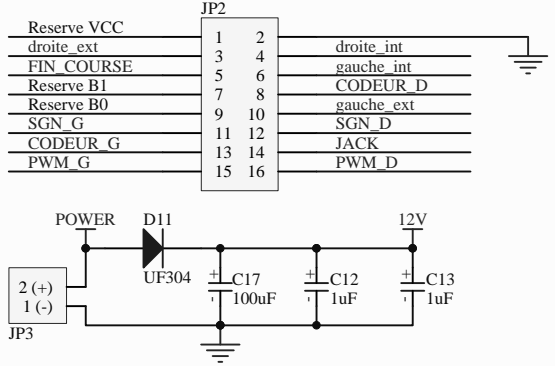 JP2
Reserve VCC 1 2
droite_ext 3 4 droite_int
FIN_COURSE 5 6 gauche_int
Reserve B1 7 8 CODEUR_D
Reserve B0 9 10 gauche_ext
SGN_G 11 12 SGN_D
CODEUR_G 13 14 JACK
PWM_G 15 16 PWM_D
POWER D11 12V
UF304
+ C17 + C12 + C13
- 100uF - 1uF - 1uF
2 (+)
1 (-)
JP3